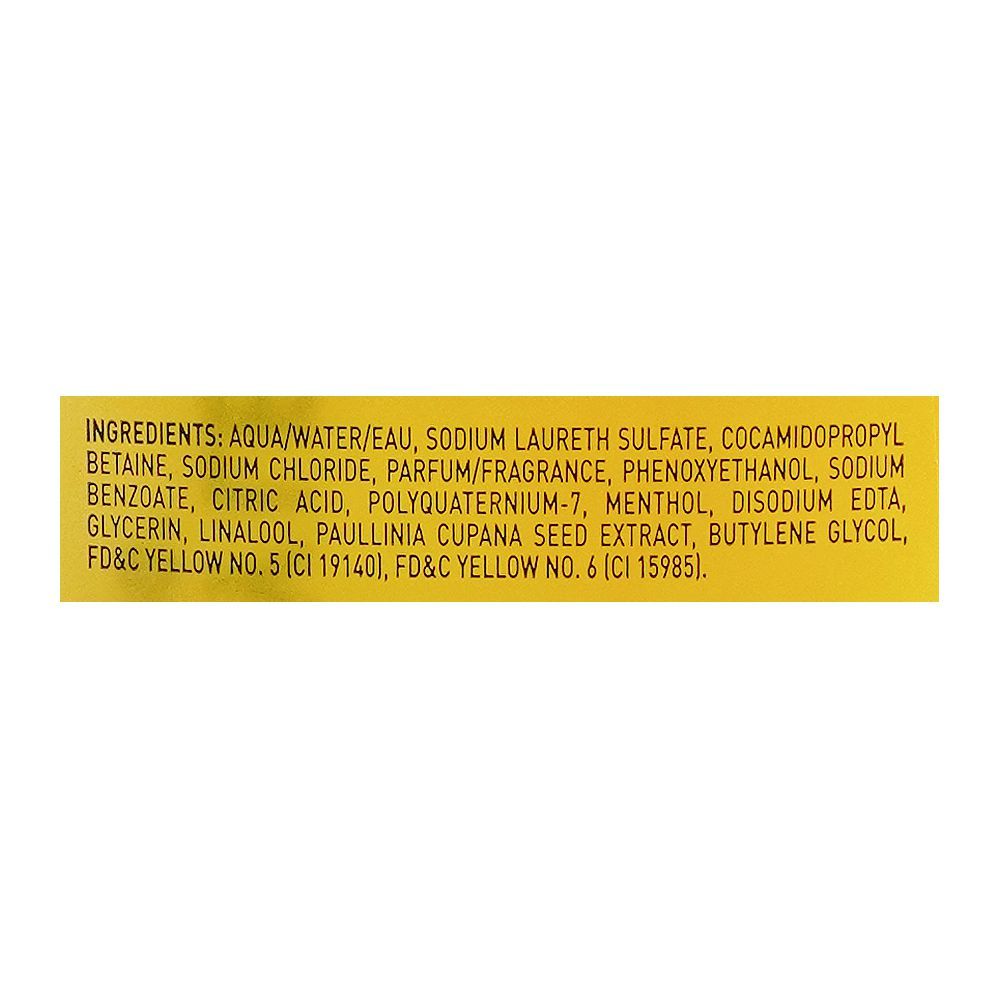 INGREDIENTS: AQUA/WATER/EAU, SODIUM LAURETH SULFATE, COCAMIDOPROPYL
BETAINE, SODIUM CHLORIDE, PARFUM/FRAGRANCE, PHENOXYETHANOL, SODIUM
BENZOATE, CITRIC ACID, POLYQUATERNIUM-7, MENTHOL, DISODIUM EDTA,
GLYCERIN, LINALOOL, PAULLINIA CUPANA SEED EXTRACT, BUTYLENE GLYCOL,
FD&C YELLOW NO. 5 (CI 19140), FD&C YELLOW NO. 6 (CI 15985).